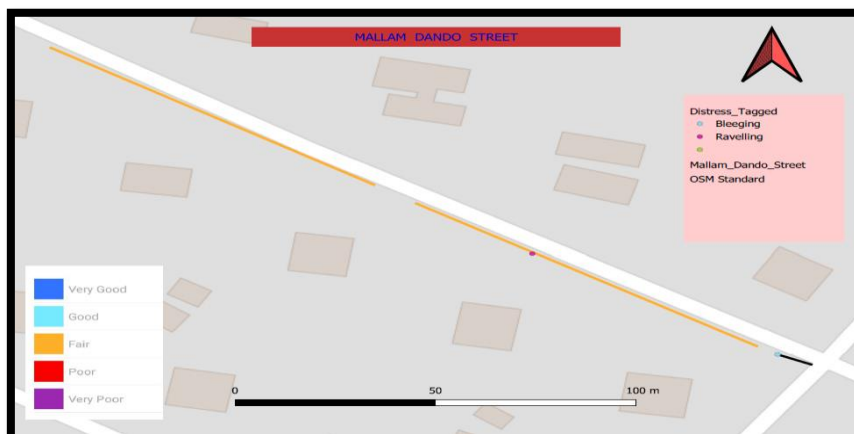 MALLAM DANDO STREET
Distress_Tagged
Bleeging
Ravelling
Mallam_Dando_Street
OSM Standard
Very Good
Good
Fair
Poor
Very Poor
0 50 100 m